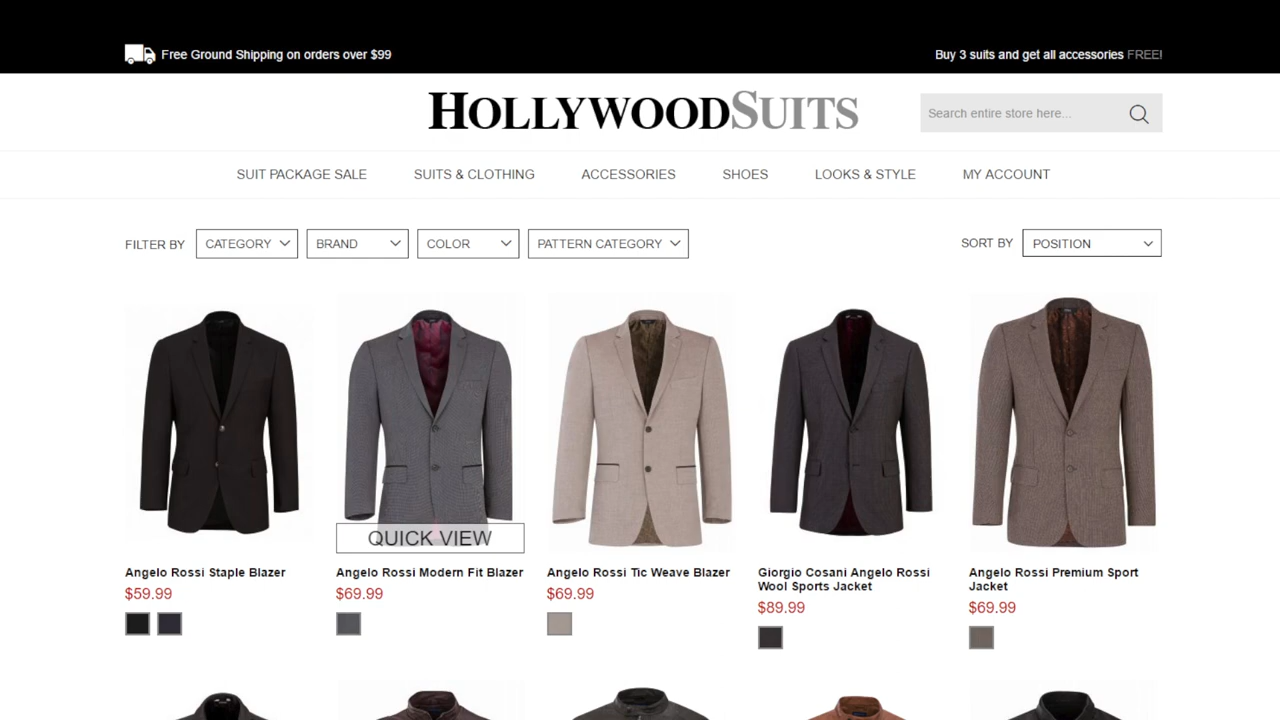 Free Ground Shipping on orders over $99
Buy 3 suits and get all accessories FREE!
HOLLYWOODSUITS
Search entire store here...
SUIT PACKAGE SALE
SUITS & CLOTHING
ACCESSORIES
SHOES
LOOKS & STYLE
MY ACCOUNT
FILTER BY
CATEGORY
BRAND
COLOR
PATTERN CATEGORY
SORT BY
POSITION
QUICK VIEW
Angelo Rossi Staple Blazer
$59.99
Angelo Rossi Modern Fit Blazer
$69.99
Angelo Rossi Tic Weave Blazer
$69.99
Giorgio Cosani Angelo Rossi
Wool Sports Jacket
$89.99
Angelo Rossi Premium Sport
Jacket
$69.99